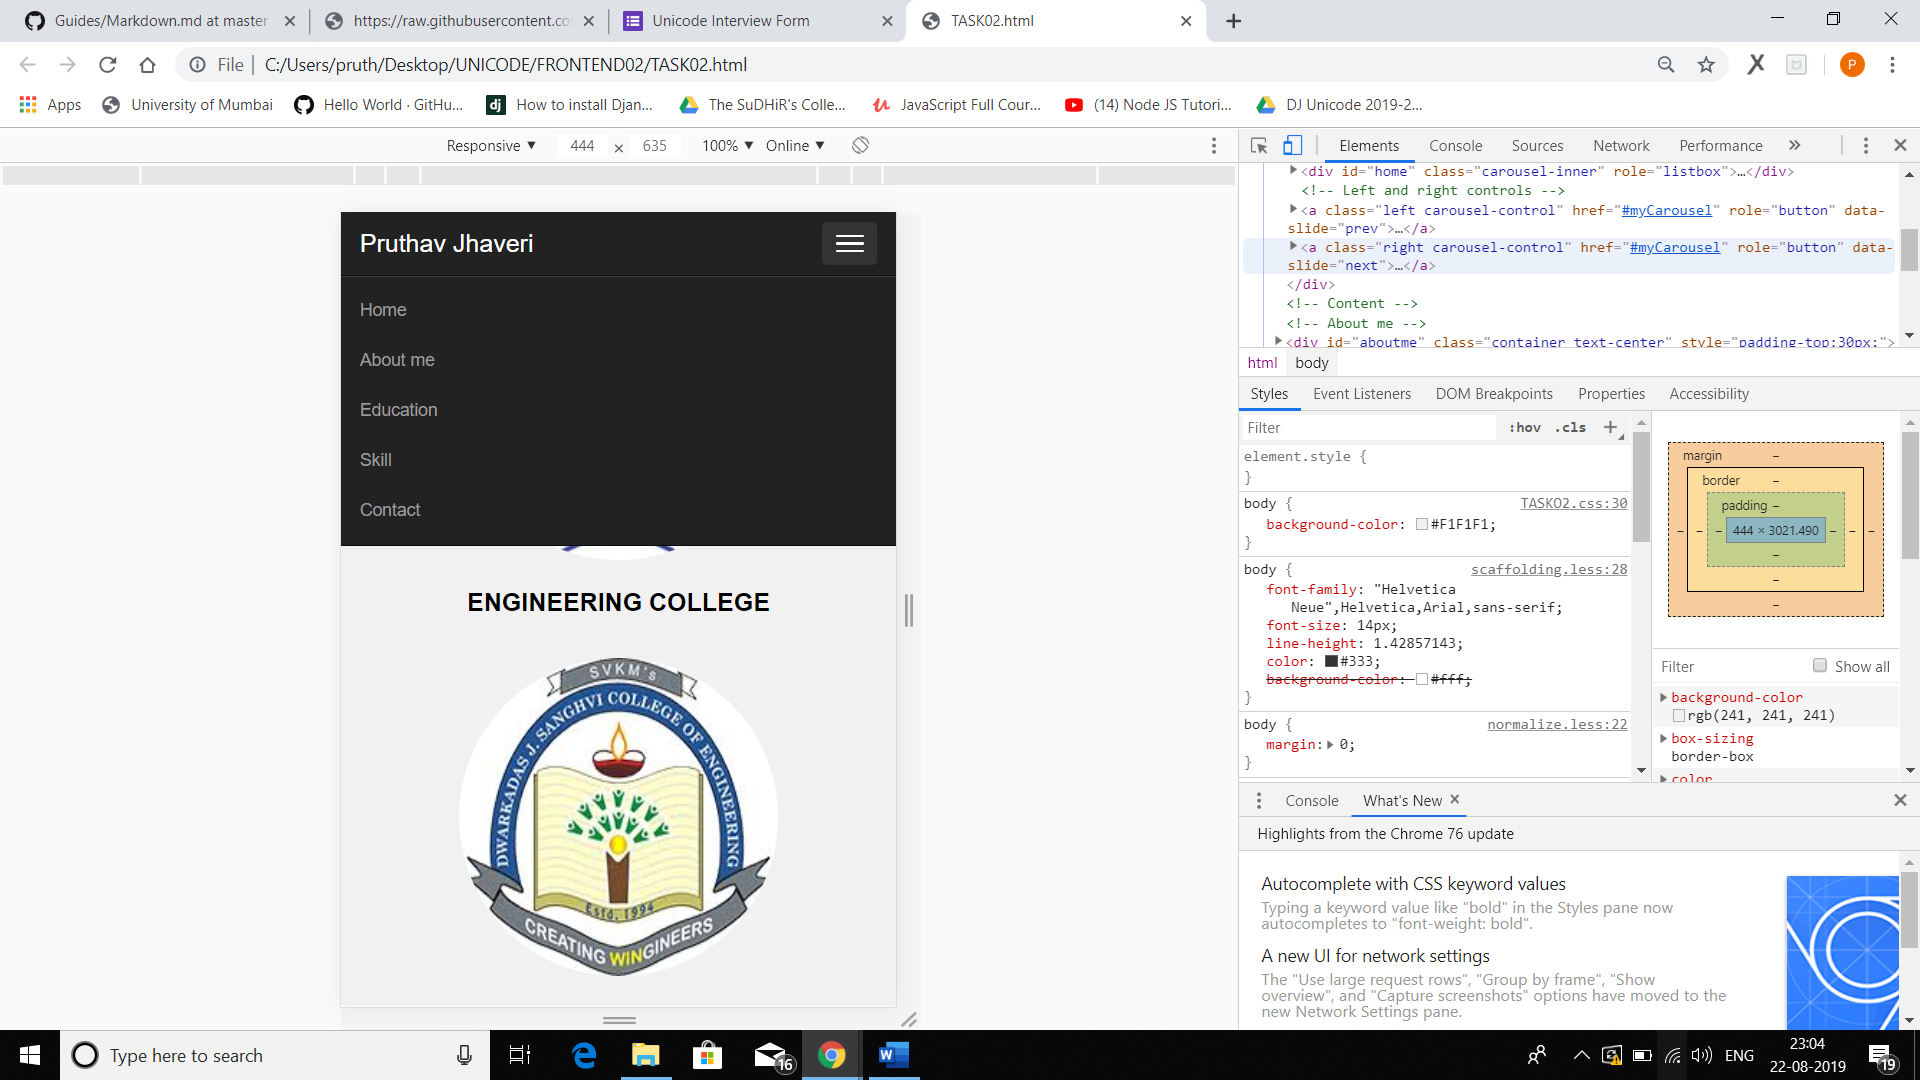 Guides/Markdown.md at master
https://raw.githubusercontent.co
Unicode Interview Form
TASK02.html
File | C:/Users/pruth/Desktop/UNICODE/FRONTEND02/TASK02.html
P
Apps
University of Mumbai
Hello World · GitHu...
dj How to install Djan...
The SuDHiR's Colle...
JavaScript Full Cour...
(14) Node JS Tutori...
DJ Unicode 2019-2...
Responsive ▼ 444 × 635 100% ▼ Online ▼
Pruthav Jhaveri
Home
About me
Education
Skill
Contact
ENGINEERING COLLEGE
SVKM's
DWARKADAS J. SANGHVI COLLEGE OF ENGINEERING
Estd. 1994
CREATING WINGINEERS
Elements Console Sources Network Performance »
<div id="home" class="carousel-inner" role="listbox">…</div>
<!-- Left and right controls -->
<a class="left carousel-control" href="#myCarousel" role="button" data-
slide="prev">…</a>
<a class="right carousel-control" href="#myCarousel" role="button" data-
slide="next">…</a>
</div>
<!-- Content -->
<!-- About me -->
<div id="aboutme" class="container text-center" style="padding-top:30px;">
html body
Styles Event Listeners DOM Breakpoints Properties Accessibility
Filter :hov .cls +
element.style {
}
body { TASKO2.css:30
background-color: #F1F1F1;
}
body { scaffolding.less:28
font-family: "Helvetica
Neue",Helvetica,Arial,sans-serif;
font-size: 14px;
line-height: 1.42857143;
color: #333;
background-color: #fff;
}
body { normalize.less:22
margin: 0;
}
margin –
border –
padding –
– – – 444 × 3021.490 – – –
–
–
–
Filter Show all
background-color
rgb(241, 241, 241)
box-sizing
border-box
color
Console What's New ×
Highlights from the Chrome 76 update
Autocomplete with CSS keyword values
Typing a keyword value like "bold" in the Styles pane now
autocompletes to "font-weight: bold".
A new UI for network settings
The "Use large request rows", "Group by frame", "Show
overview", and "Capture screenshots" options have moved to the
new Network Settings pane.
Type here to search
16
ENG
23:04
22-08-2019
19